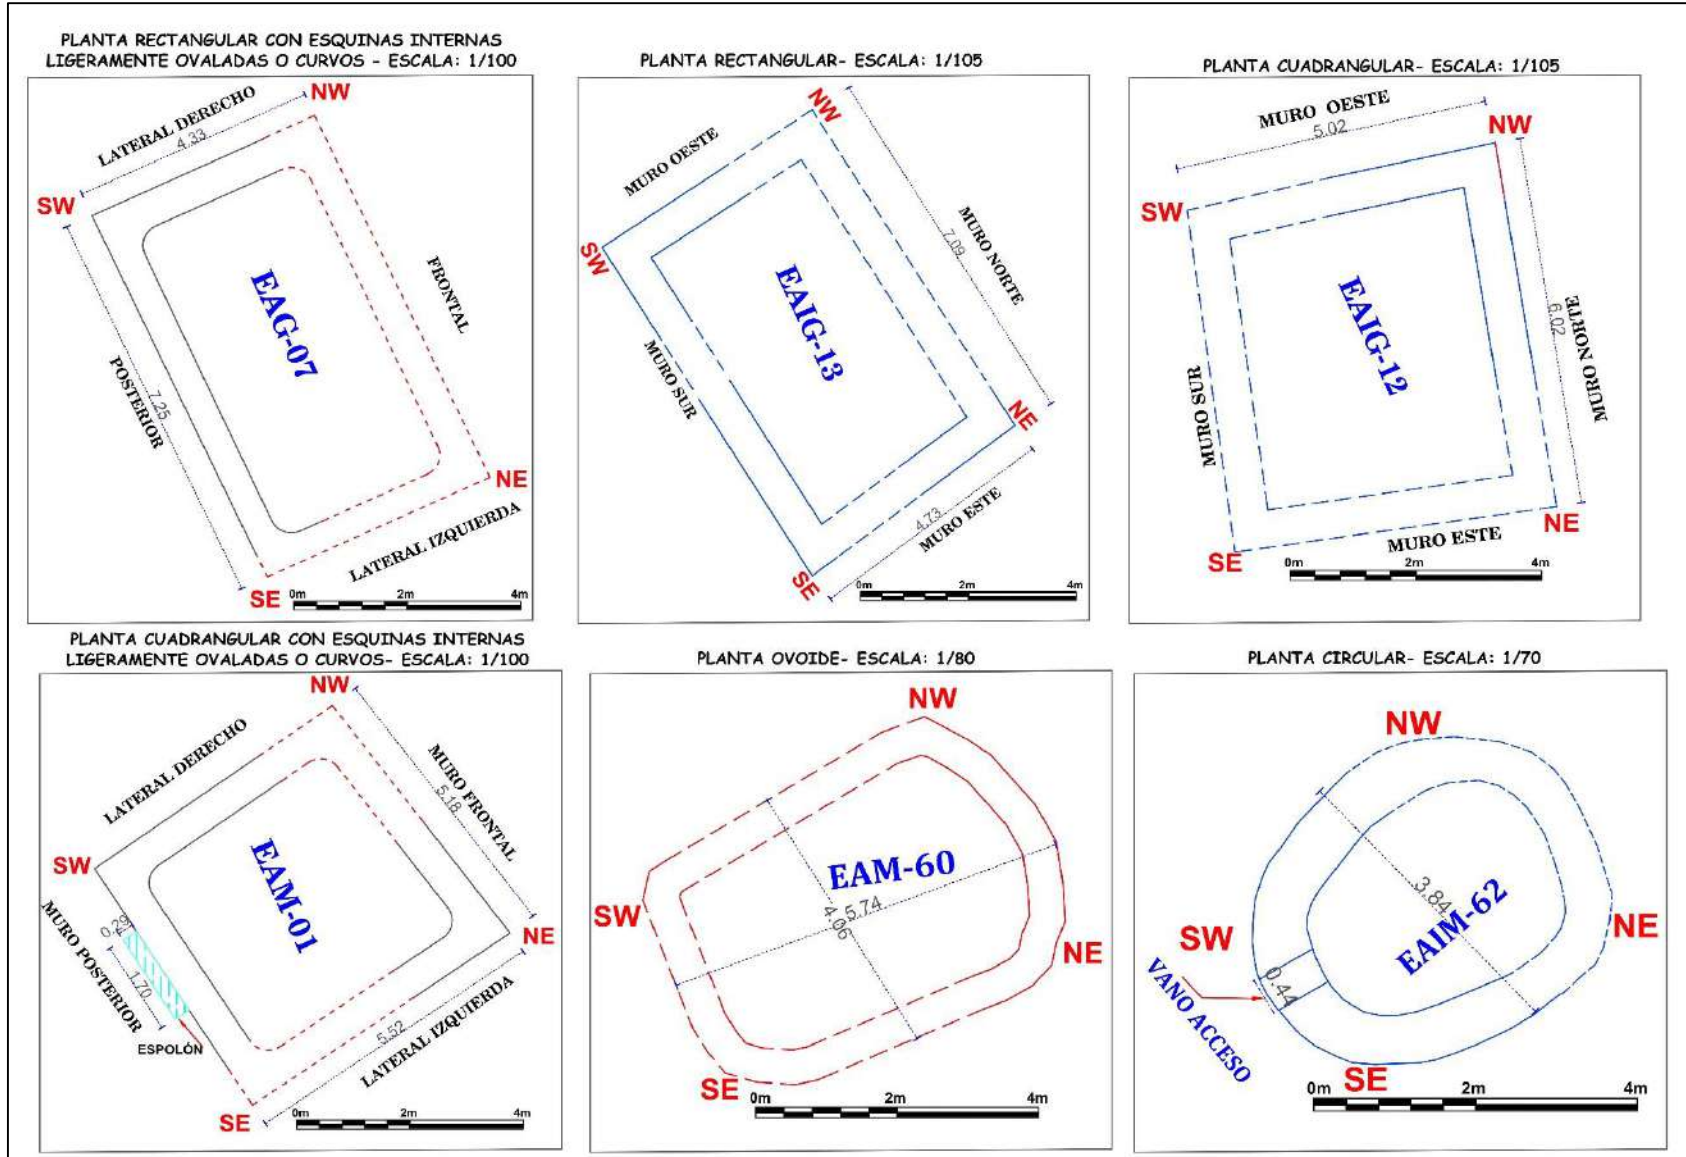 PLANTA RECTANGULAR CON ESQUINAS INTERNAS
LIGERAMENTE OVALADAS O CURVOS - ESCALA: 1/100
NW
LATERAL DERECHO
4.33
SW
EAG-07
FRONTAL
POSTERIOR
7.25
NE
LATERAL IZQUIERDA
SE
0m 2m 4m
PLANTA RECTANGULAR- ESCALA: 1/105
NW
MURO OESTE
SW
EAIG-13
MURO NORTE
7.09
MURO SUR
NE
4.73
MURO ESTE
SE
0m 2m 4m
PLANTA CUADRANGULAR- ESCALA: 1/105
MURO OESTE
5.02
NW
SW
EAIG-12
6.02
MURO NORTE
MURO SUR
NE
MURO ESTE
SE
0m 2m 4m
PLANTA CUADRANGULAR CON ESQUINAS INTERNAS
LIGERAMENTE OVALADAS O CURVOS- ESCALA: 1/100
NW
LATERAL DERECHO
MURO FRONTAL
5.18
SW
EAM-01
0.29
MURO POSTERIOR
1.70
NE
ESPOLÓN
5.52
LATERAL IZQUIERDA
SE
0m 2m 4m
PLANTA OVOIDE- ESCALA: 1/80
NW
EAM-60
SW
5.74
4.06
NE
SE
0m 2m 4m
PLANTA CIRCULAR- ESCALA: 1/70
NW
3.84
EAIM-62
SW
NE
VANO ACCESO
0.44
SE
0m 2m 4m